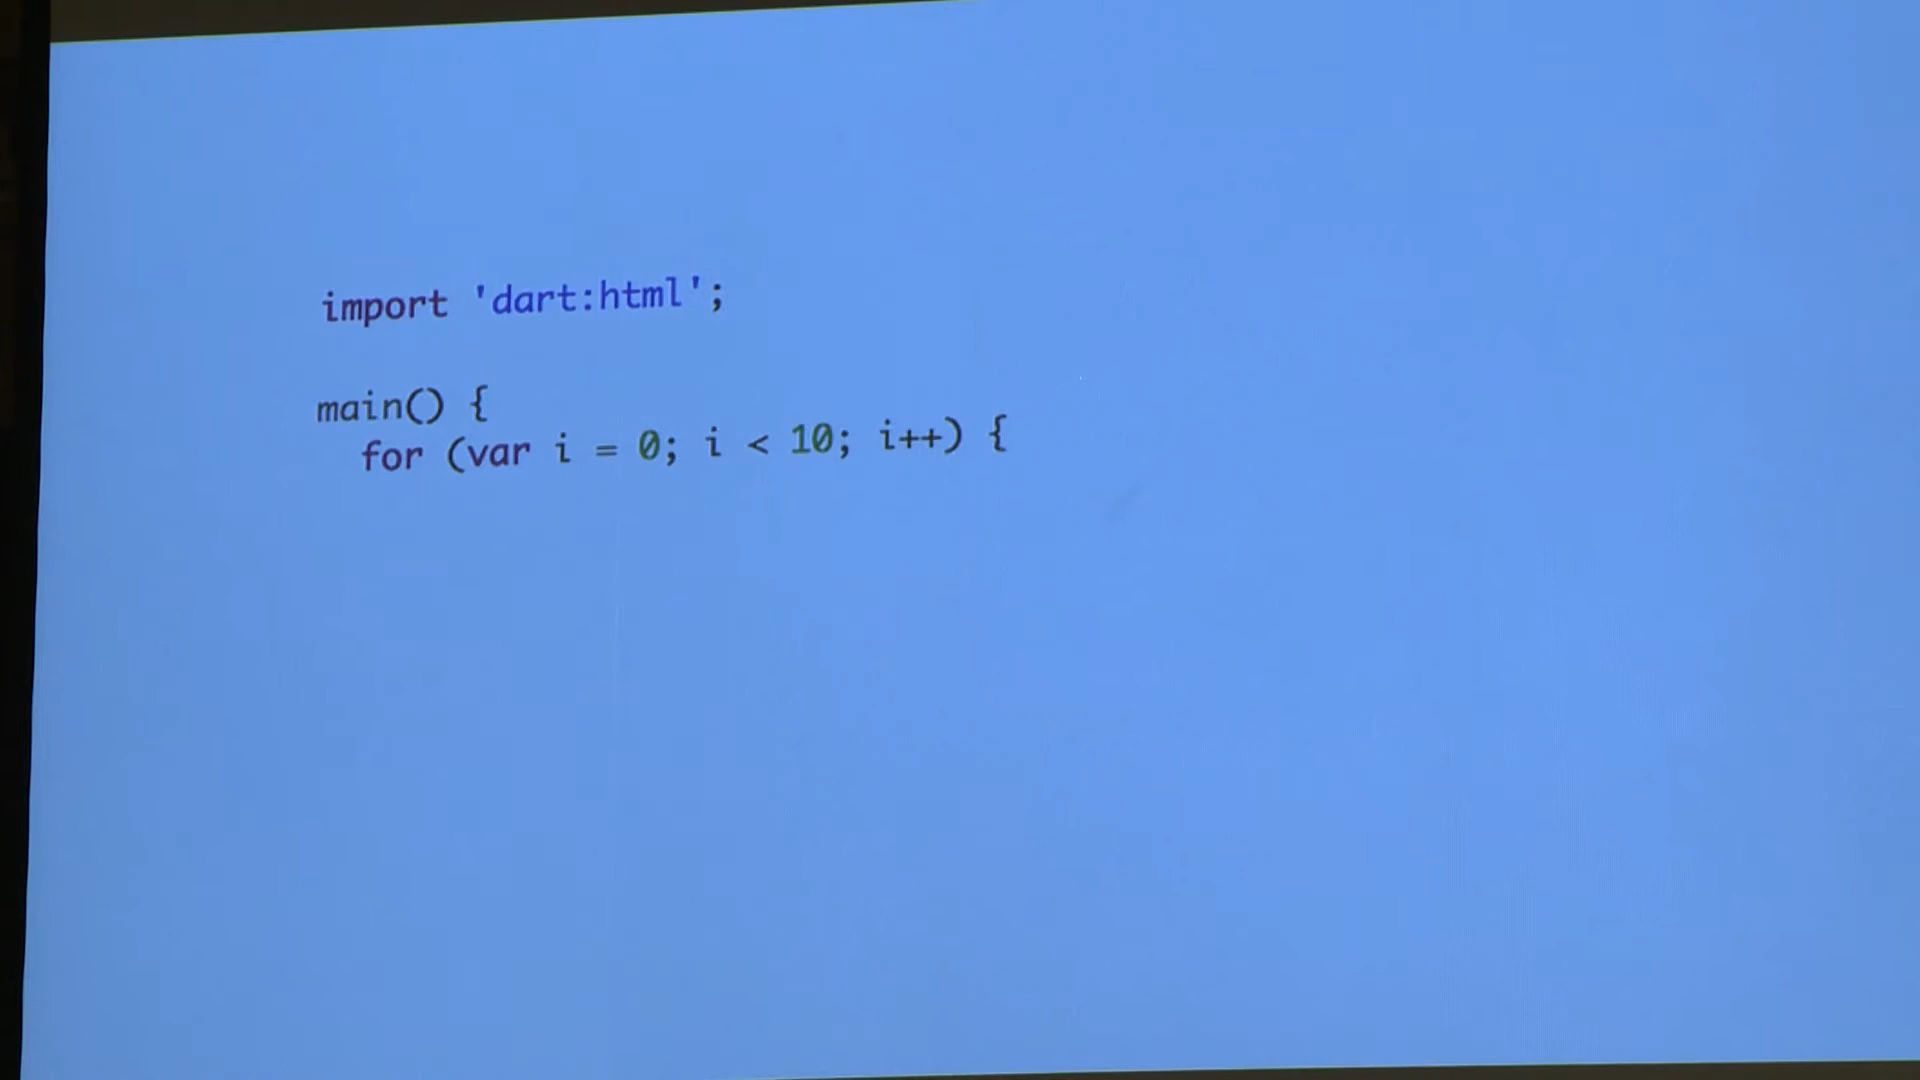 import 'dart:html';
main() {
for (var i = 0; i < 10; i++) {